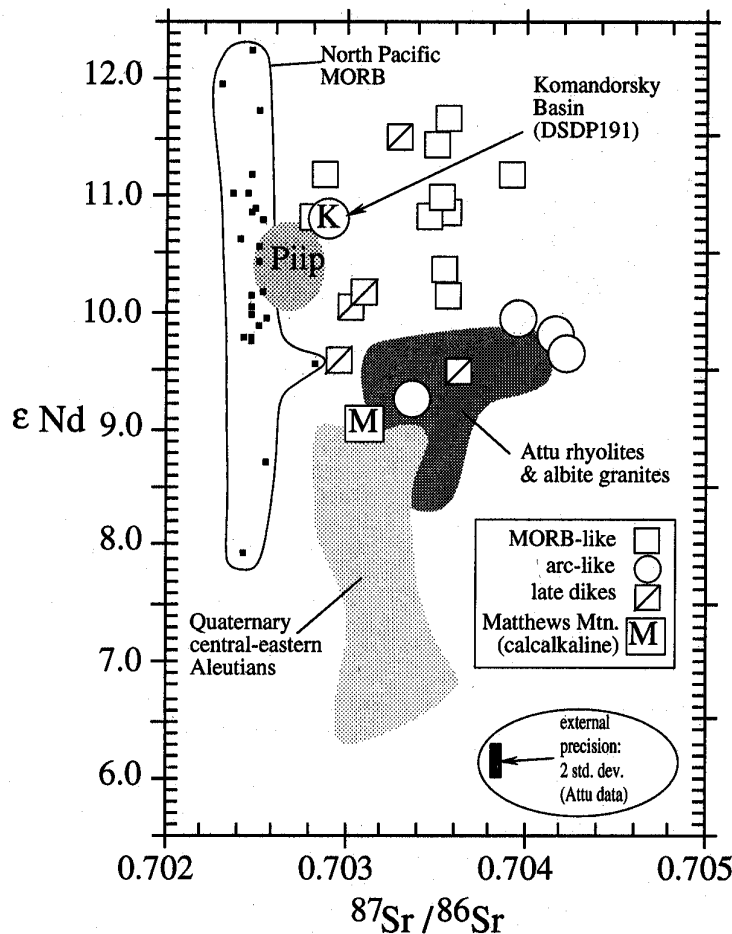 12.0
11.0
10.0
ε Nd 9.0
8.0
7.0
6.0
North Pacific
MORB
Komandorsky
Basin
(DSDP191)
K
Piip
M
Attu rhyolites
& albite granites
Quaternary
central-eastern
Aleutians
MORB-like
arc-like
late dikes
Matthews Mtn.
(calcalkaline) M
external
precision:
2 std. dev.
(Attu data)
0.702 0.703 0.704 0.705
⁸⁷Sr /⁸⁶Sr